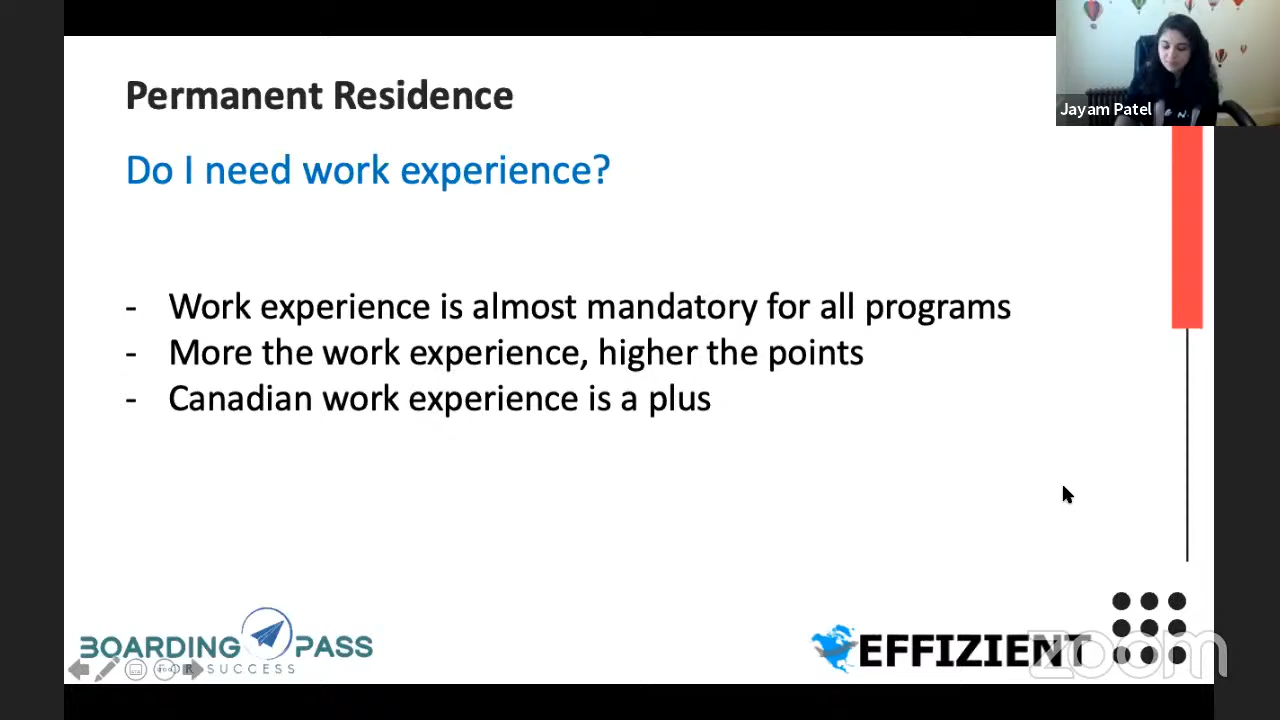 Permanent Residence
Jayam Patel
Do I need work experience?
- Work experience is almost mandatory for all programs
- More the work experience, higher the points
- Canadian work experience is a plus
BOARDING PASS
FOR SUCCESS
EFFIZIENT
zoom